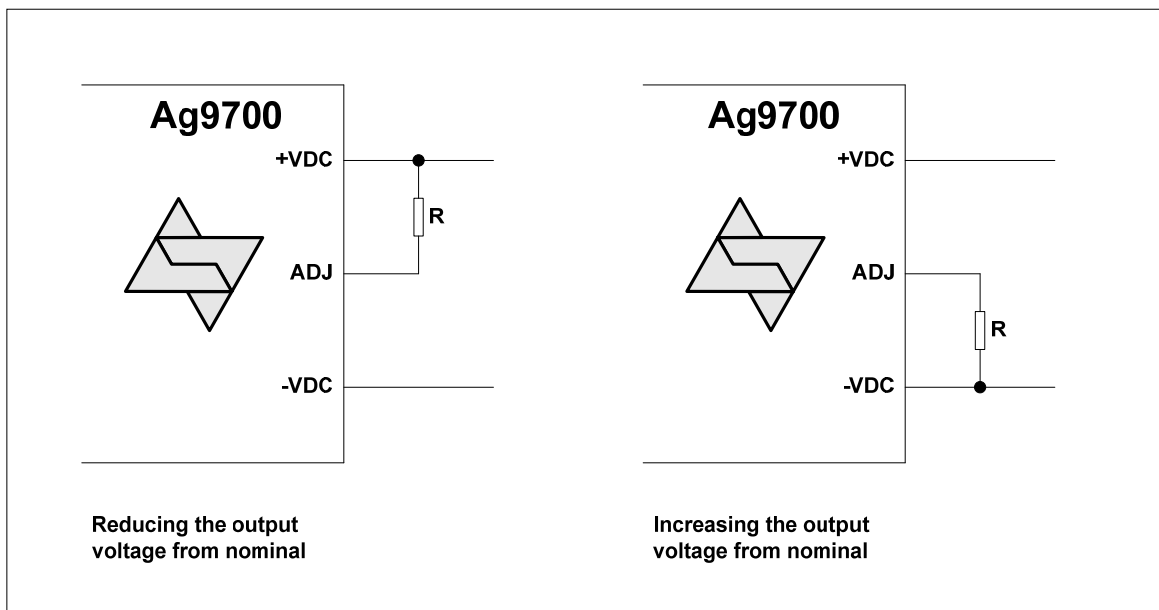 Ag9700
+VDC
R
ADJ
-VDC
Reducing the output
voltage from nominal
Ag9700
+VDC
ADJ
R
-VDC
Increasing the output
voltage from nominal